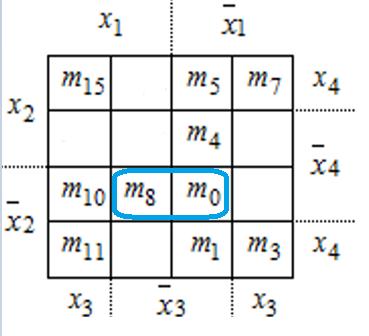 x₁ x̄₁
m₁₅ m₅ m₇ x₄
x₂
m₄
x̄₄
m₁₀ m₈ m₀
x̄₂
m₁₁ m₁ m₃ x₄
x₃ x̄₃ x₃